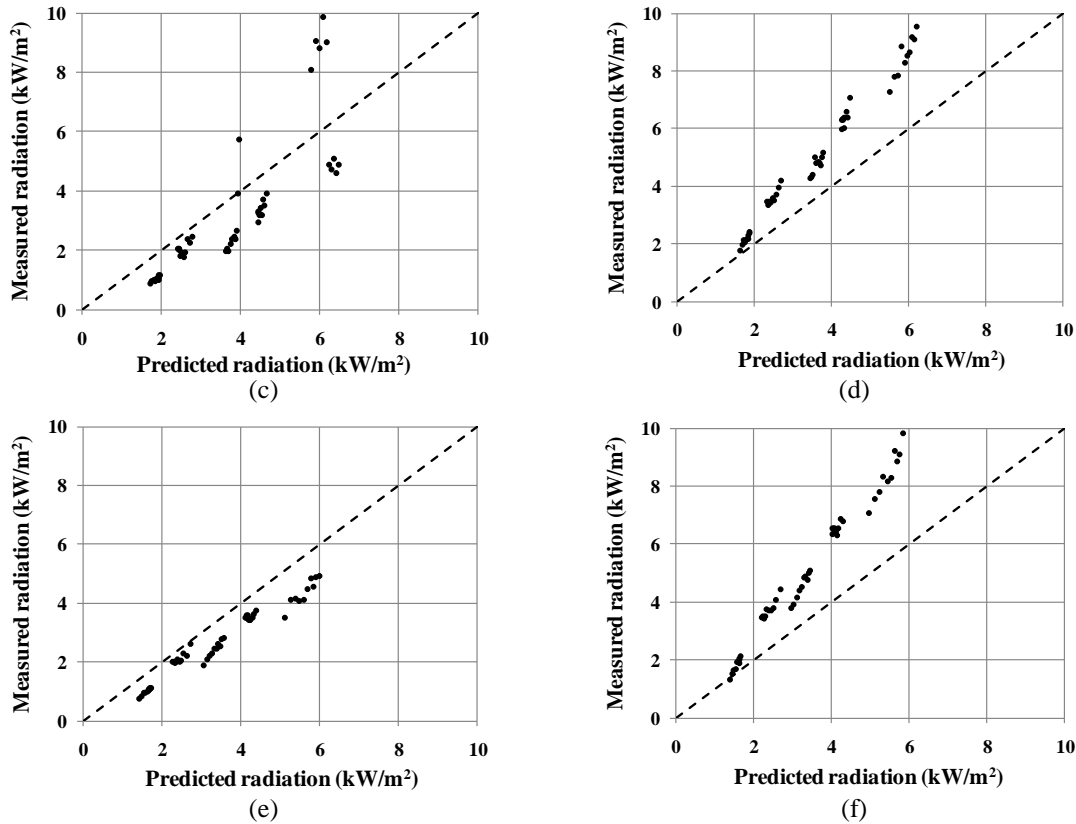 Measured radiation (kW/m²)
10
8
6
4
2
0
0 2 4 6 8 10
Predicted radiation (kW/m²)
(c)
Measured radiation (kW/m²)
10
8
6
4
2
0
0 2 4 6 8 10
Predicted radiation (kW/m²)
(d)
Measured radiation (kW/m²)
10
8
6
4
2
0
0 2 4 6 8 10
Predicted radiation (kW/m²)
(e)
Measured radiation (kW/m²)
10
8
6
4
2
0
0 2 4 6 8 10
Predicted radiation (kW/m²)
(f)